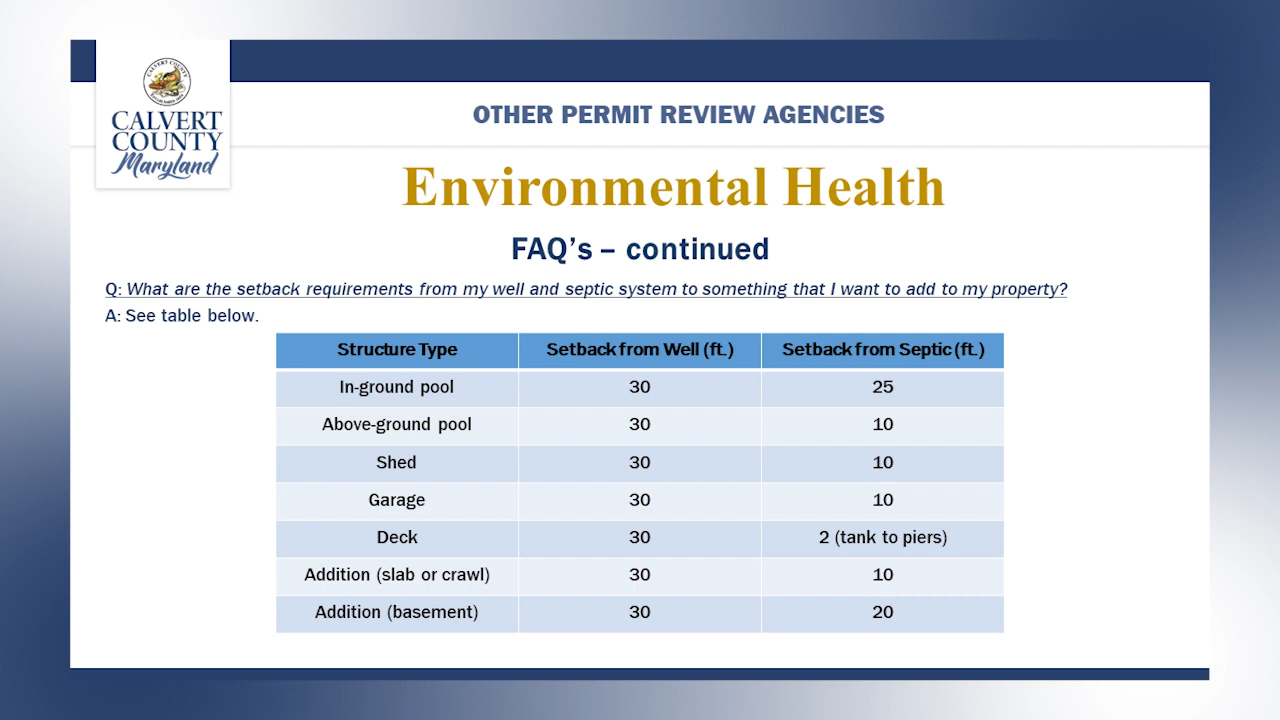 CALVERT COUNTY
CALVERT
COUNTY
Maryland
OTHER PERMIT REVIEW AGENCIES
Environmental Health
FAQ’s – continued
Q: What are the setback requirements from my well and septic system to something that I want to add to my property?
A: See table below.
Structure Type Setback from Well (ft.) Setback from Septic (ft.)
In-ground pool 30 25
Above-ground pool 30 10
Shed 30 10
Garage 30 10
Deck 30 2 (tank to piers)
Addition (slab or crawl) 30 10
Addition (basement) 30 20